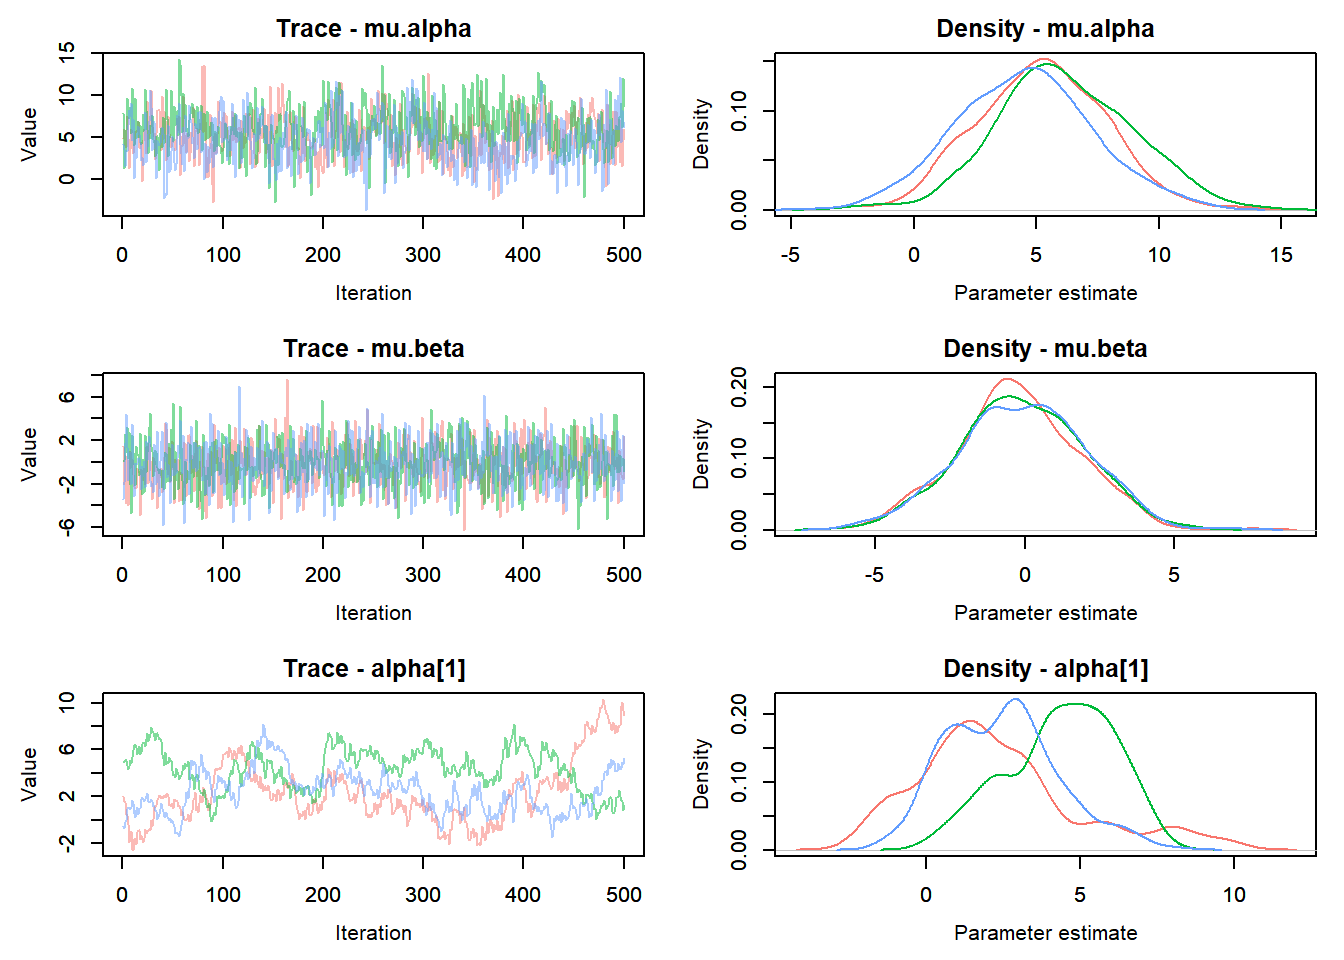 Trace - mu.alpha
Value
15
10
5
0
0 100 200 300 400 500
Iteration
Density - mu.alpha
Density
0.10
0.00
-5 0 5 10 15
Parameter estimate
Trace - mu.beta
Value
6
2
-2
-6
0 100 200 300 400 500
Iteration
Density - mu.beta
Density
0.20
0.10
0.00
-5 0 5
Parameter estimate
Trace - alpha[1]
Value
10
6
2
-2
0 100 200 300 400 500
Iteration
Density - alpha[1]
Density
0.20
0.10
0.00
0 5 10
Parameter estimate